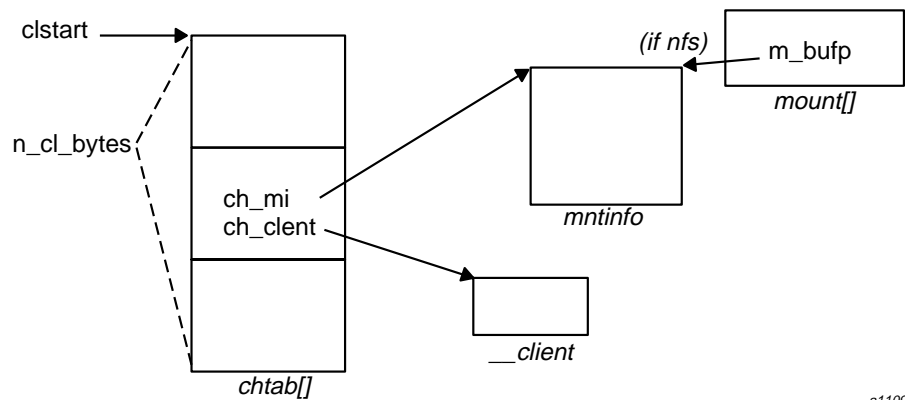 clstart
(if nfs)
m_bufp
mount[]
n_cl_bytes
ch_mi
ch_clent
mntinfo
__client
chtab[]